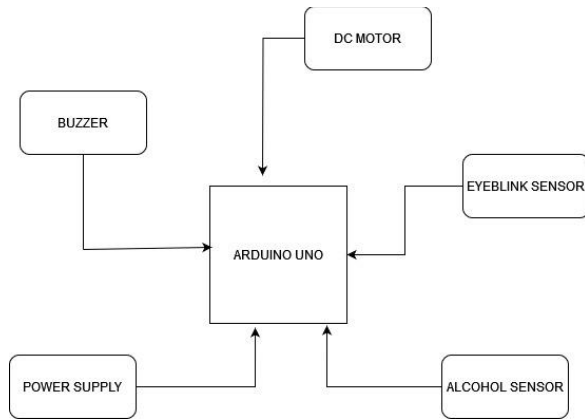 DC MOTOR
BUZZER
EYEBLINK SENSOR
ARDUINO UNO
POWER SUPPLY
ALCOHOL SENSOR